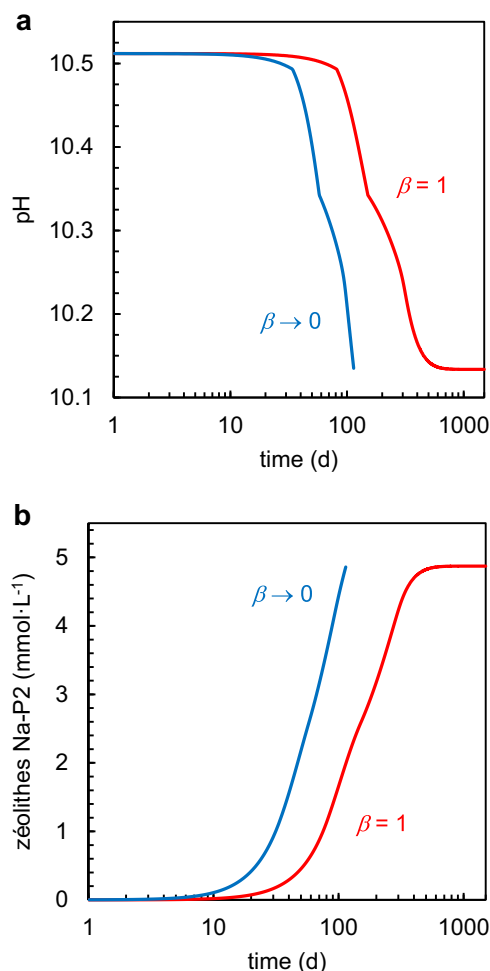 a
10.5
10.4
10.3
10.2
10.1
pH
β = 1
β → 0
1
10
100
1000
time (d)
b
5
4
3
2
1
0
zéolithes Na-P2 (mmol·L⁻¹)
β → 0
β = 1
1
10
100
1000
time (d)